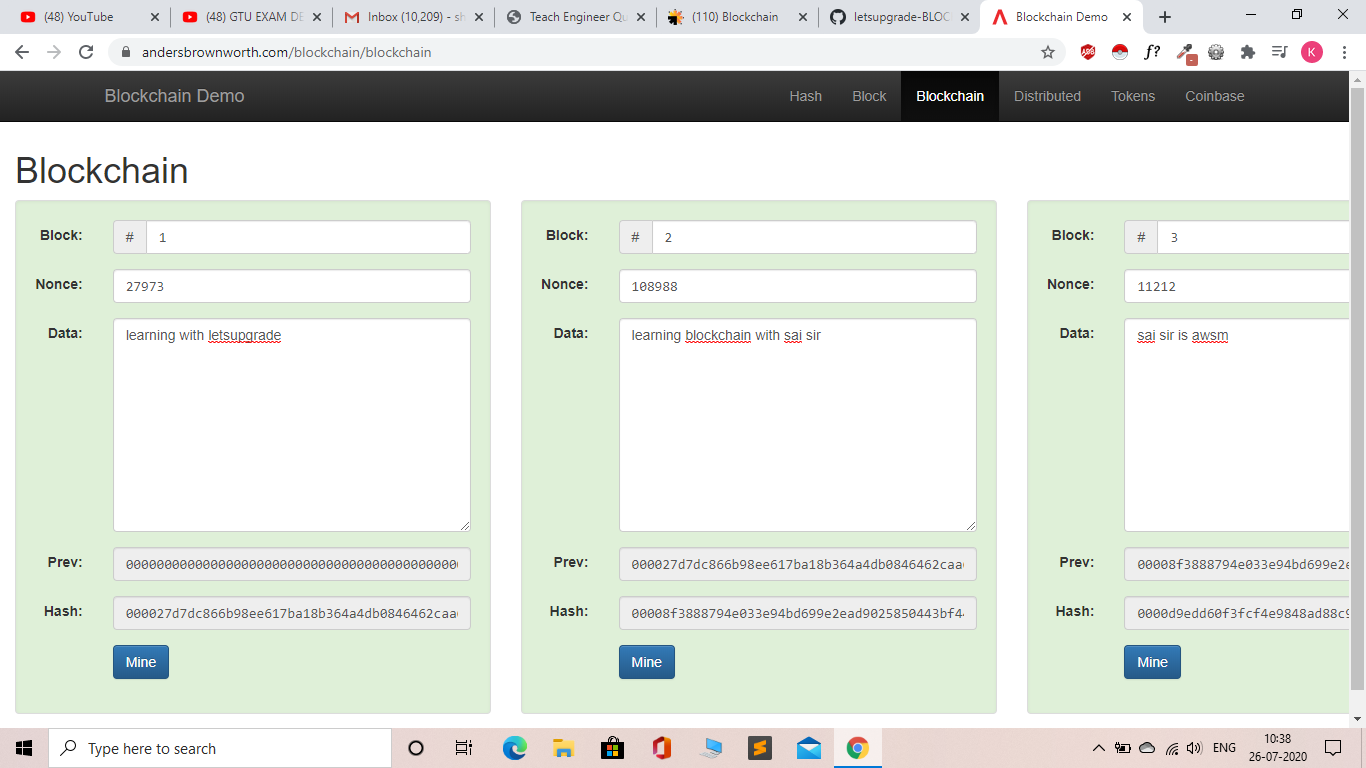 (48) YouTube
(48) GTU EXAM DE
Inbox (10,209) - sh
Teach Engineer Qu
(110) Blockchain
letsupgrade-BLOC
Blockchain Demo
andersbrownworth.com/blockchain/blockchain
ABP
f?
K
Blockchain Demo
Hash Block Blockchain Distributed Tokens Coinbase
Blockchain
Block: # 1
Nonce: 27973
Data: learning with letsupgrade
Prev: 00000000000000000000000000000000000000000000
Hash: 000027d7dc866b98ee617ba18b364a4db0846462caa
Mine
Block: # 2
Nonce: 108988
Data: learning blockchain with sai sir
Prev: 000027d7dc866b98ee617ba18b364a4db0846462caa
Hash: 00008f3888794e033e94bd699e2ead9025850443bf4
Mine
Block: # 3
Nonce: 11212
Data: sai sir is awsm
Prev: 00008f3888794e033e94bd699e2e
Hash: 0000d9edd60f3fcf4e9848ad88c9
Mine
Type here to search
ENG
10:38
26-07-2020